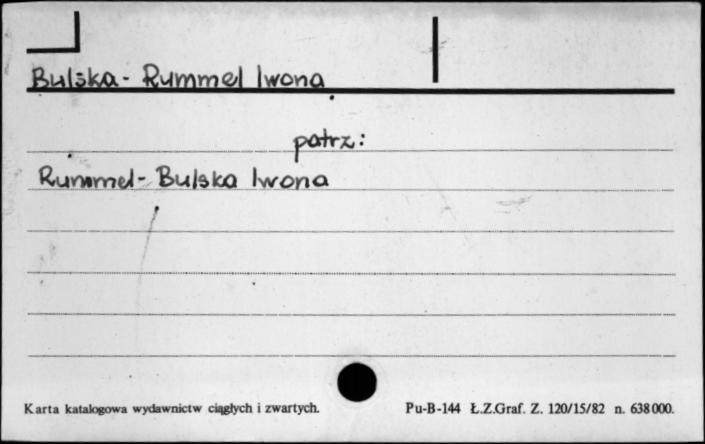 Bulska - Rummel Iwona
patrz:
Rummel - Bulska Iwona
Karta katalogowa wydawnictw ciągłych i zwartych. Pu-B-144 Ł.Z.Graf. Z. 120/15/82 n. 638000.